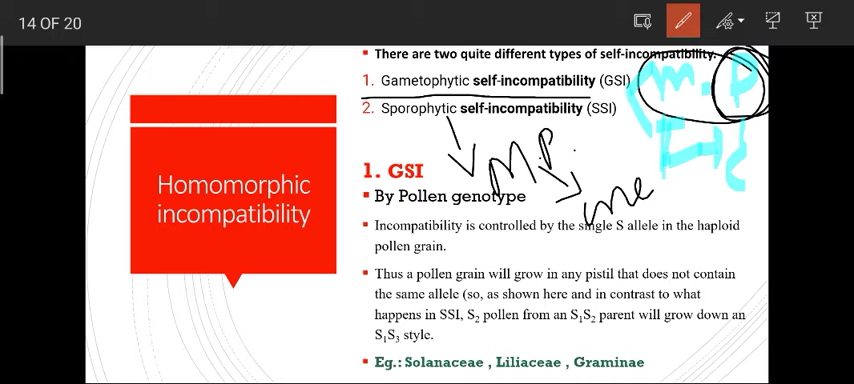 14 OF 20
There are two quite different types of self-incompatibility.
1. Gametophytic self-incompatibility (GSI)
2. Sporophytic self-incompatibility (SSI)
m.p
M.P
me
Homomorphic
incompatibility
1. GSI
By Pollen genotype
Incompatibility is controlled by the single S allele in the haploid
pollen grain.
Thus a pollen grain will grow in any pistil that does not contain
the same allele (so, as shown here and in contrast to what
happens in SSI, S₂ pollen from an S₁S₂ parent will grow down an
S₁S₃ style.
Eg.: Solanaceae , Liliaceae , Graminae